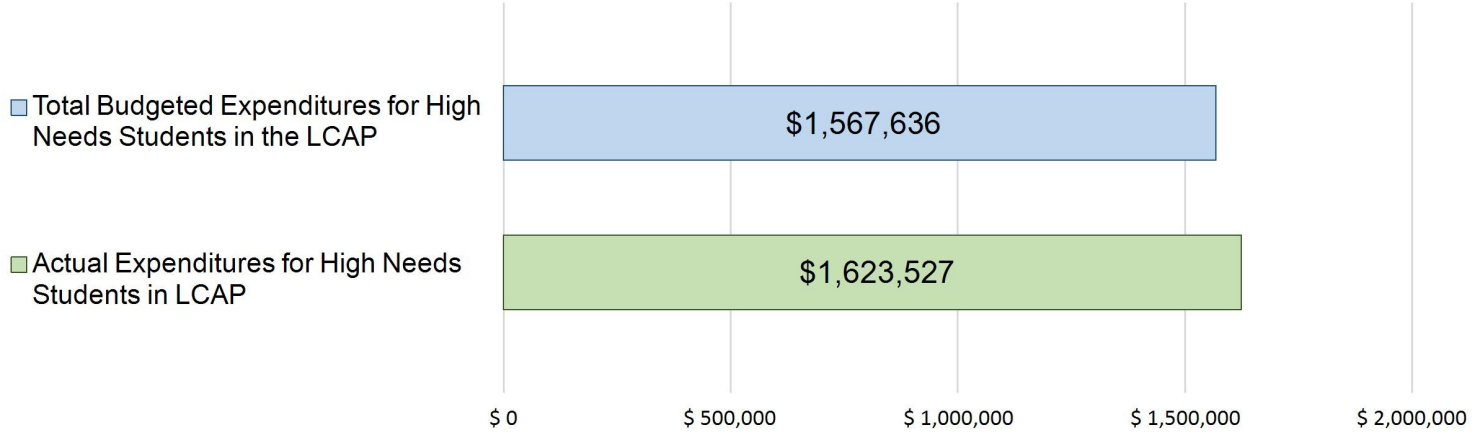 Total Budgeted Expenditures for High
Needs Students in the LCAP
$1,567,636
Actual Expenditures for High Needs
Students in LCAP
$1,623,527
$ 0
$ 500,000
$ 1,000,000
$ 1,500,000
$ 2,000,000